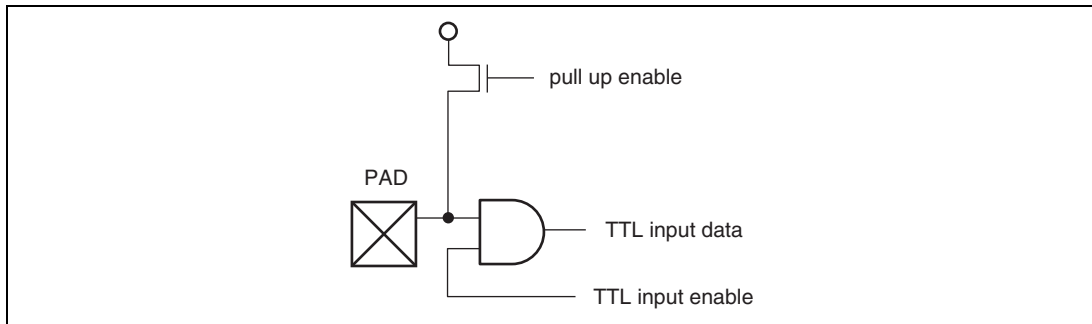 pull up enable
PAD
TTL input data
TTL input enable